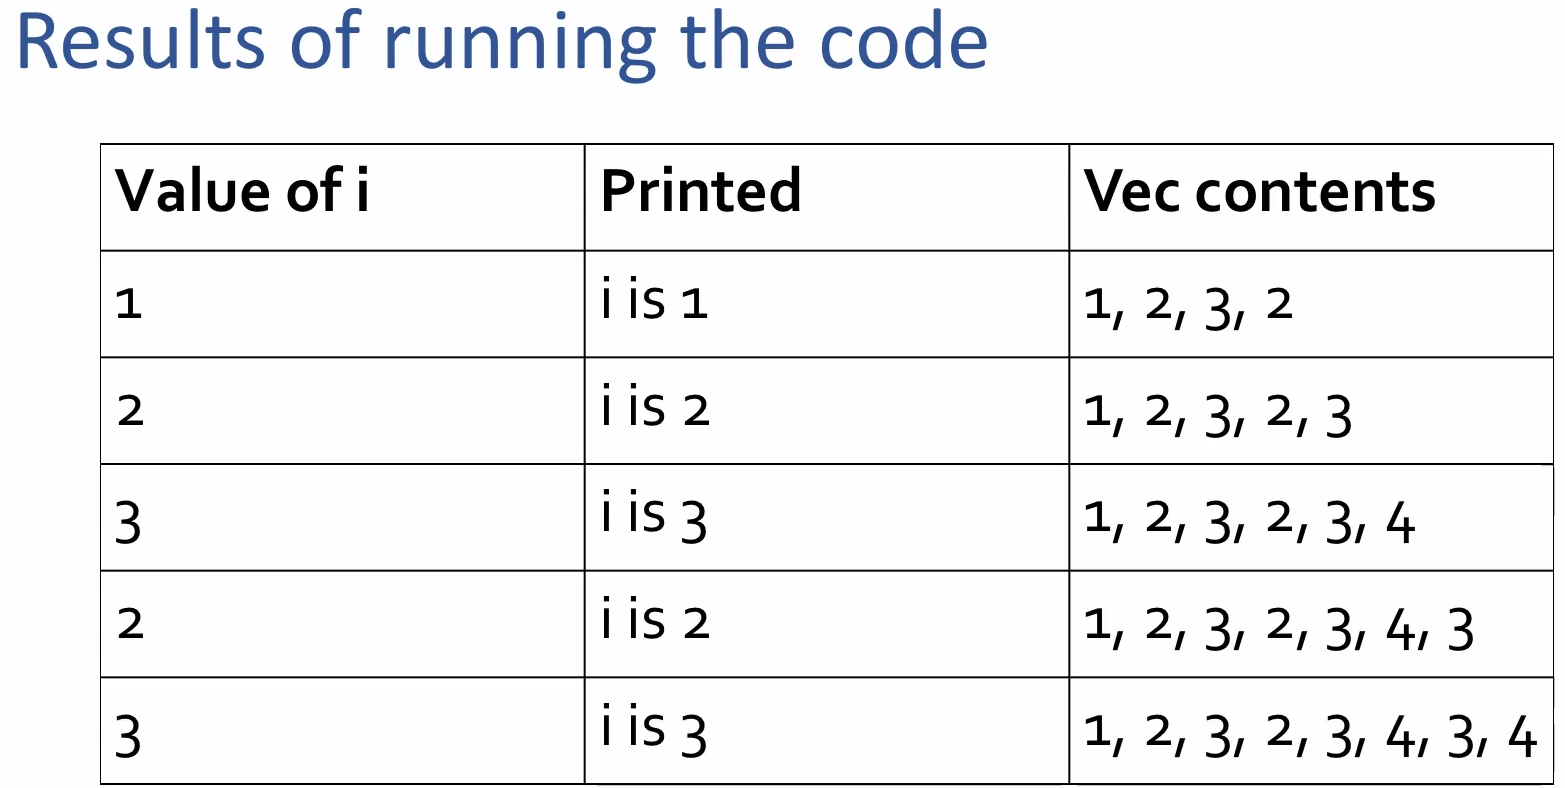 Results of running the code
Value of i Printed Vec contents
1 i is 1 1, 2, 3, 2
2 i is 2 1, 2, 3, 2, 3
3 i is 3 1, 2, 3, 2, 3, 4
2 i is 2 1, 2, 3, 2, 3, 4, 3
3 i is 3 1, 2, 3, 2, 3, 4, 3, 4